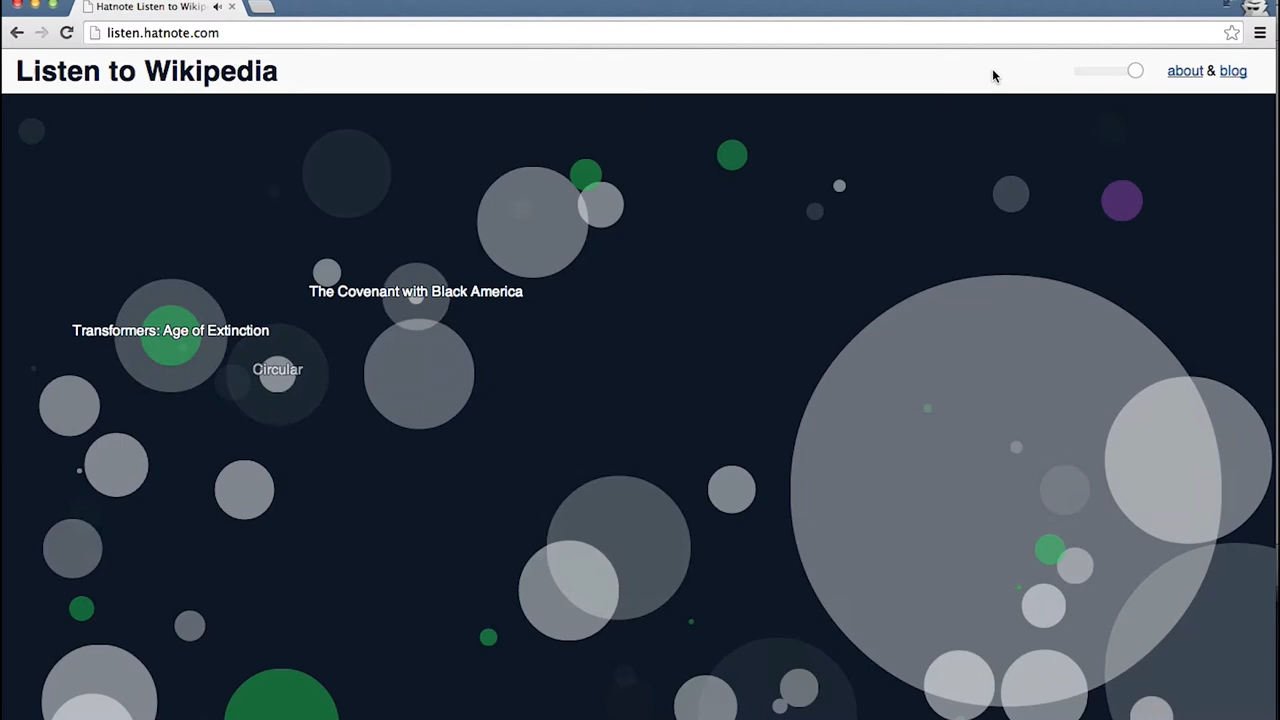 Hatnote Listen to Wikip
listen.hatnote.com
Listen to Wikipedia
about & blog
The Covenant with Black America
Transformers: Age of Extinction
Circular